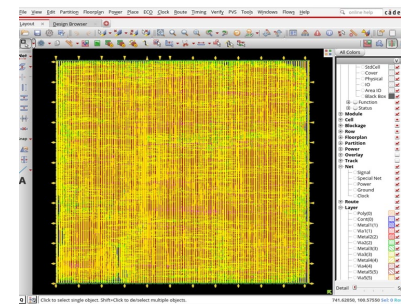 File View Edit Partition Floorplan Power Place ECO Clock Route Timing Verify PVS Tools Windows Flows Help
online help
cāde
Layout
Design Browser
All Colors
StdCell
Cover
Physical
IO
Area IO
Black Box
Function
Status
Module
Cell
Blockage
Row
Floorplan
Partition
Power
Overlay
Track
Net
Signal
Special Net
Power
Ground
Clock
Route
Layer
Poly(0)
Cont(0)
Metal1(1)
Via1(1)
Metal2(2)
Via2(2)
Metal3(3)
Via3(3)
Metal4(4)
Via4(4)
Metal5(5)
Via5(5)
Detail
Q Click to select single object. Shift+Click to de/select multiple objects.